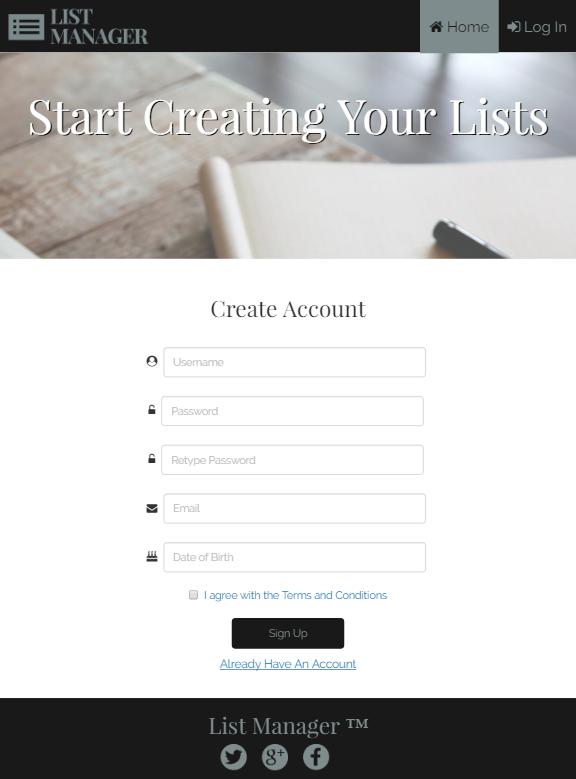 LIST
MANAGER
Home
Log In
Start Creating Your Lists
Create Account
Username
Password
Retype Password
Email
Date of Birth
I agree with the Terms and Conditions
Sign Up
Already Have An Account
List Manager ™